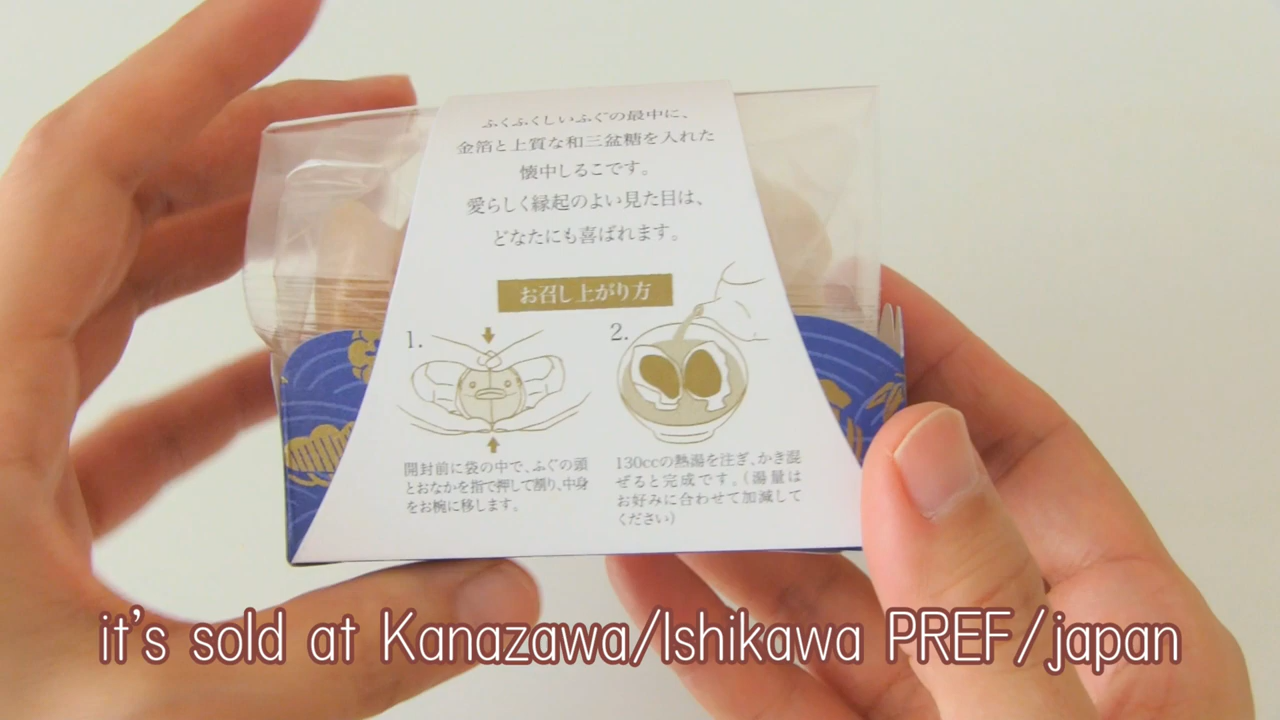 ふくふくしいふぐの最中に、
金箔と上質な和三盆糖を入れた
懐中しるこです。
愛らしく縁起のよい見た目は、
どなたにも喜ばれます。
お召し上がり方
1.
開封前に袋の中で、ふぐの頭
とおなかを指で押して割り、中身
をお椀に移します。
2.
130ccの熱湯を注ぎ、かき混
ぜると完成です。(湯量は
お好みに合わせて加減して
ください)
it's sold at Kanazawa/Ishikawa PREF/japan